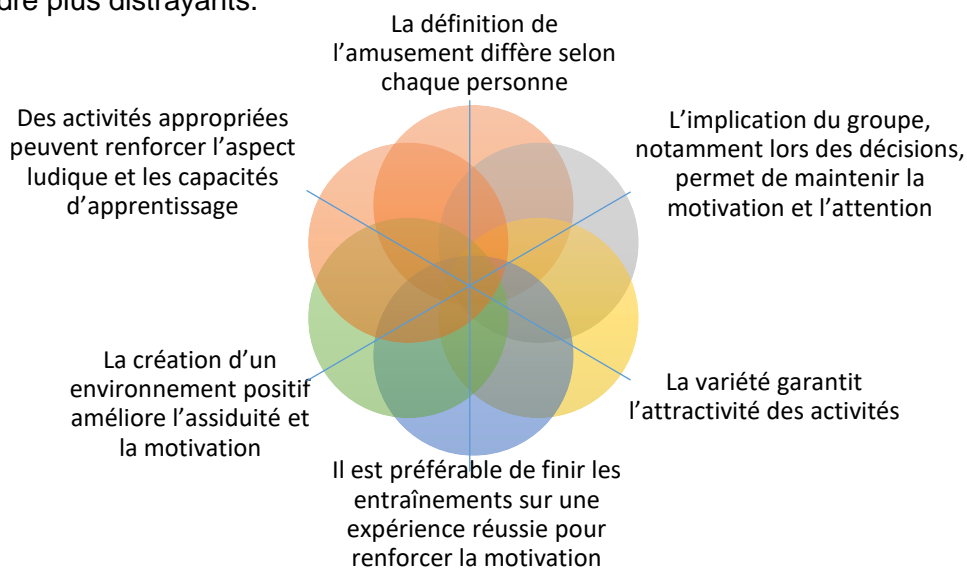 dre plus distrayants.
La définition de
l’amusement diffère selon
chaque personne
Des activités appropriées
peuvent renforcer l’aspect
ludique et les capacités
d’apprentissage
L’implication du groupe,
notamment lors des décisions,
permet de maintenir la
motivation et l’attention
La création d’un
environnement positif
améliore l’assiduité et
la motivation
La variété garantit
l’attractivité des activités
Il est préférable de finir les
entraînements sur une
expérience réussie pour
renforcer la motivation